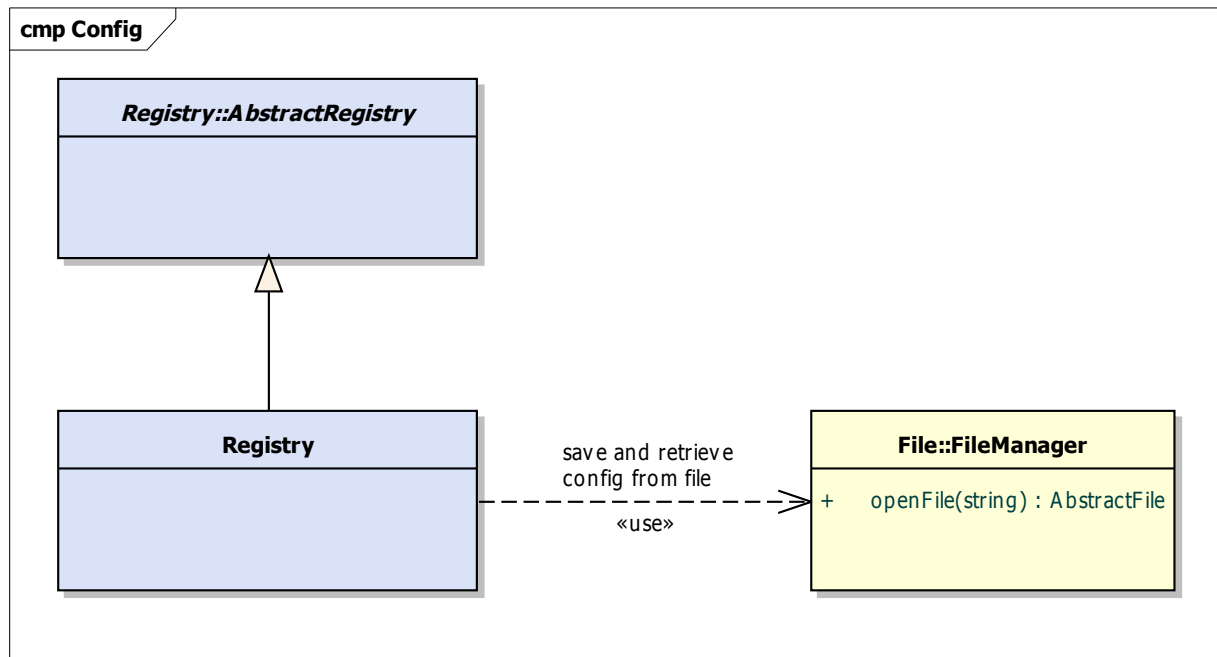 cmp Config
Registry::AbstractRegistry
Registry
save and retrieve
config from file
«use»
File::FileManager
+ openFile(string) : AbstractFile